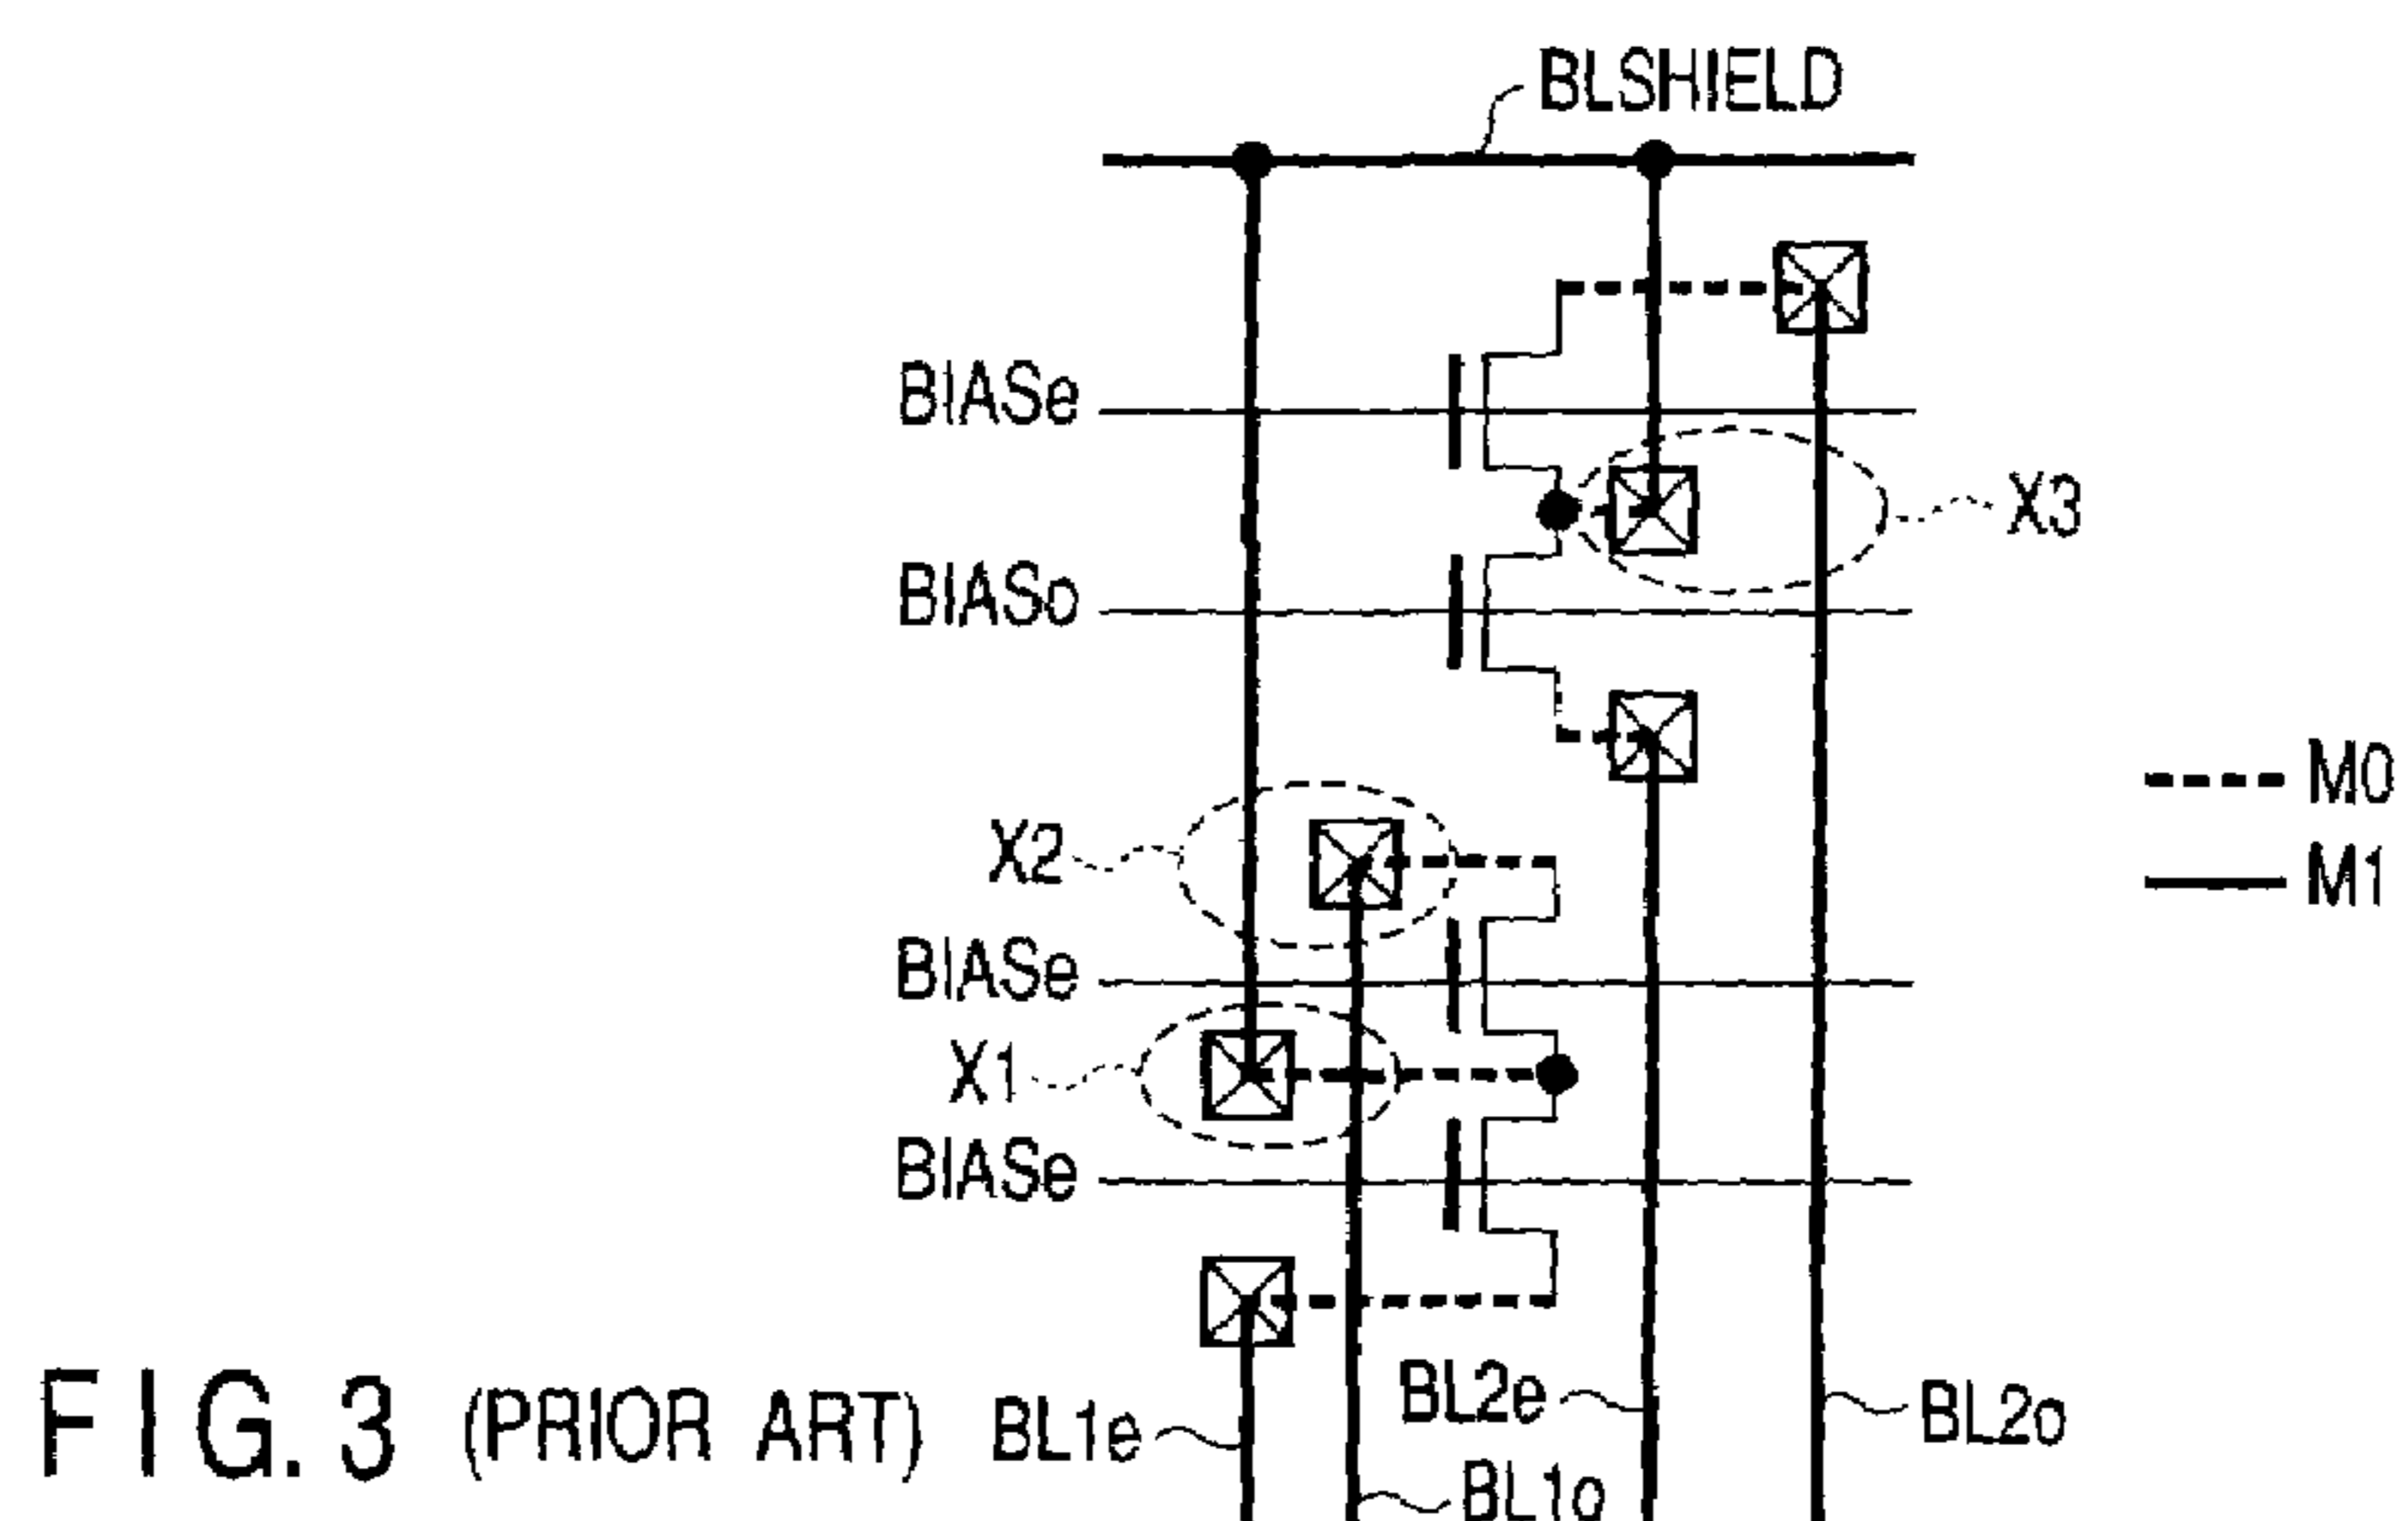 BLSHIELD
BIASe
X3
BIASo
M0
X2
M1
BIASe
X1
BIASe
FIG. 3 (PRIOR ART)
BL1e
BL2e
BL2o
BL1o